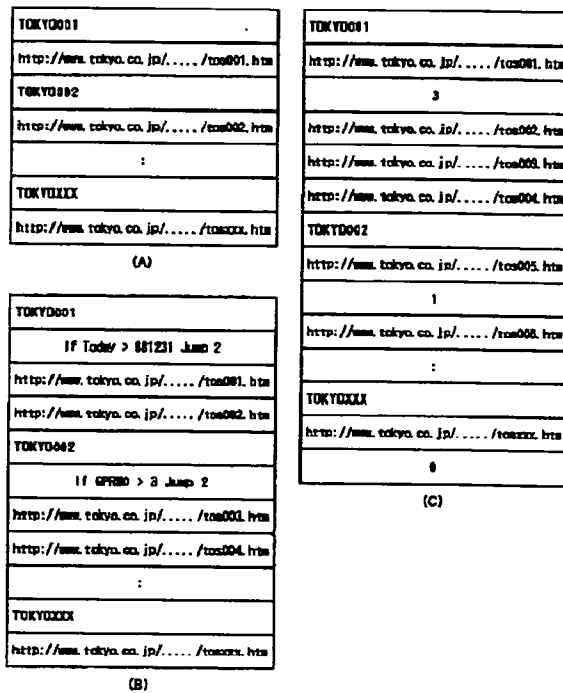 TOKYO001
http://www.tokyo.co.jp/...../tos001.htm
TOKYO002
http://www.tokyo.co.jp/...../tos002.htm
:
TOKYOXXX
http://www.tokyo.co.jp/...../tosxxx.htm
(A)
TOKYO001
If Today > 981231 Jump 2
http://www.tokyo.co.jp/...../tos001.htm
http://www.tokyo.co.jp/...../tos002.htm
TOKYO002
If GPRM0 > 3 Jump 2
http://www.tokyo.co.jp/...../tos003.htm
http://www.tokyo.co.jp/...../tos004.htm
:
TOKYOXXX
http://www.tokyo.co.jp/...../tosxxx.htm
(B)
TOKYO001
http://www.tokyo.co.jp/...../tos001.htm
3
http://www.tokyo.co.jp/...../tos002.htm
http://www.tokyo.co.jp/...../tos003.htm
http://www.tokyo.co.jp/...../tos004.htm
TOKYO002
http://www.tokyo.co.jp/...../tos005.htm
1
http://www.tokyo.co.jp/...../tos006.htm
:
TOKYOXXX
http://www.tokyo.co.jp/...../tosxxx.htm
0
(C)